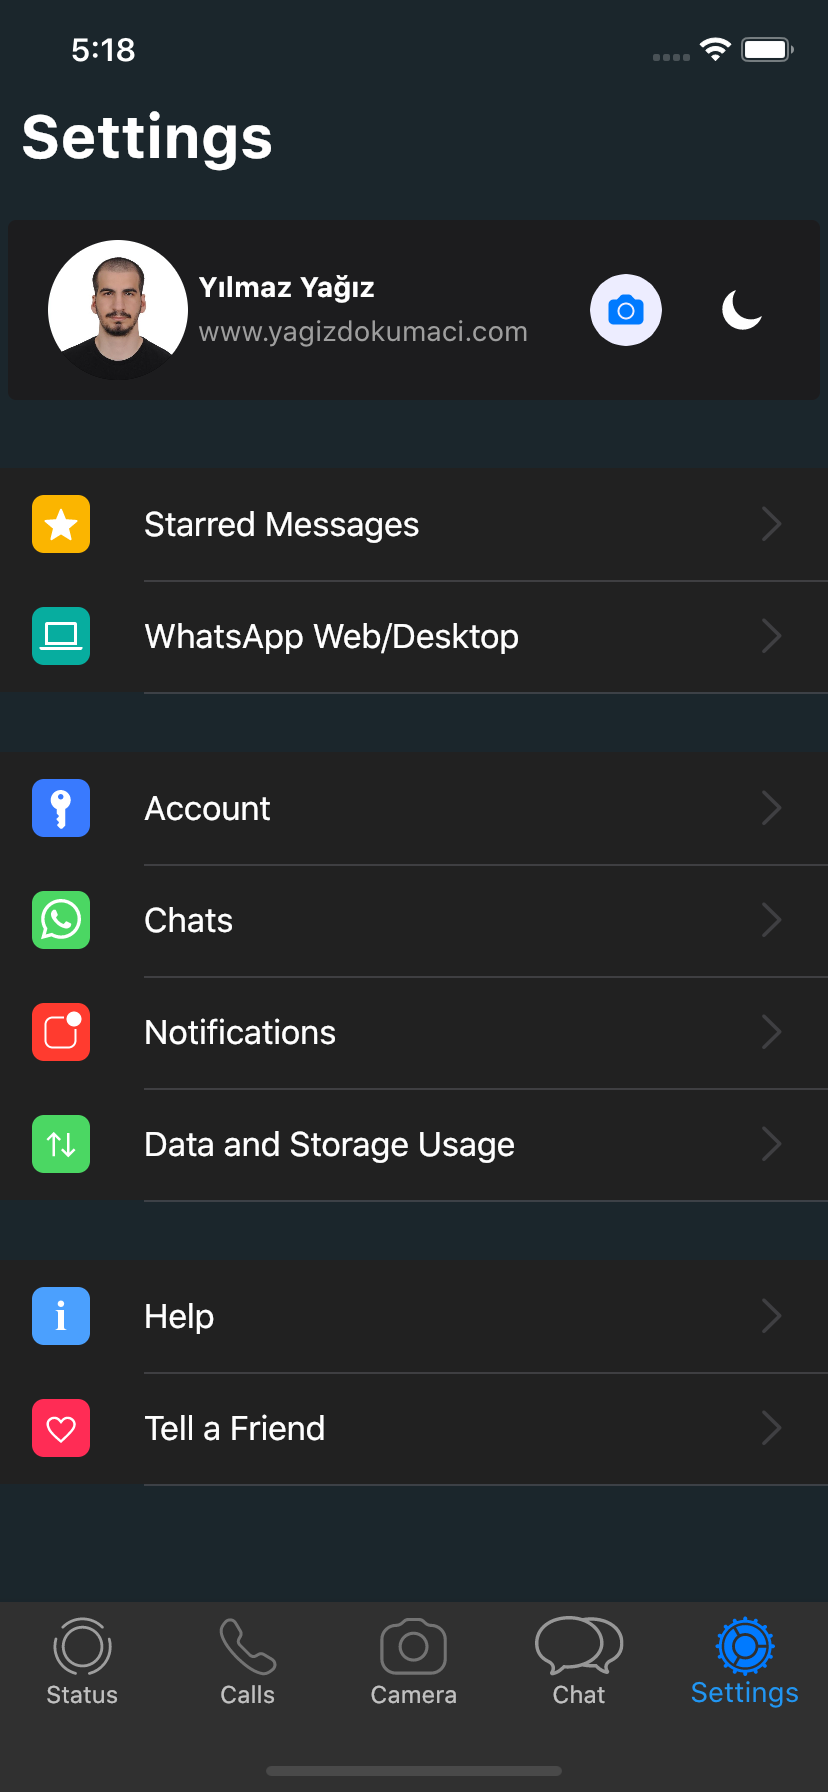 5:18
Settings
Yılmaz Yağız
www.yagizdokumaci.com
Starred Messages
WhatsApp Web/Desktop
Account
Chats
Notifications
Data and Storage Usage
Help
Tell a Friend
Status Calls Camera Chat Settings